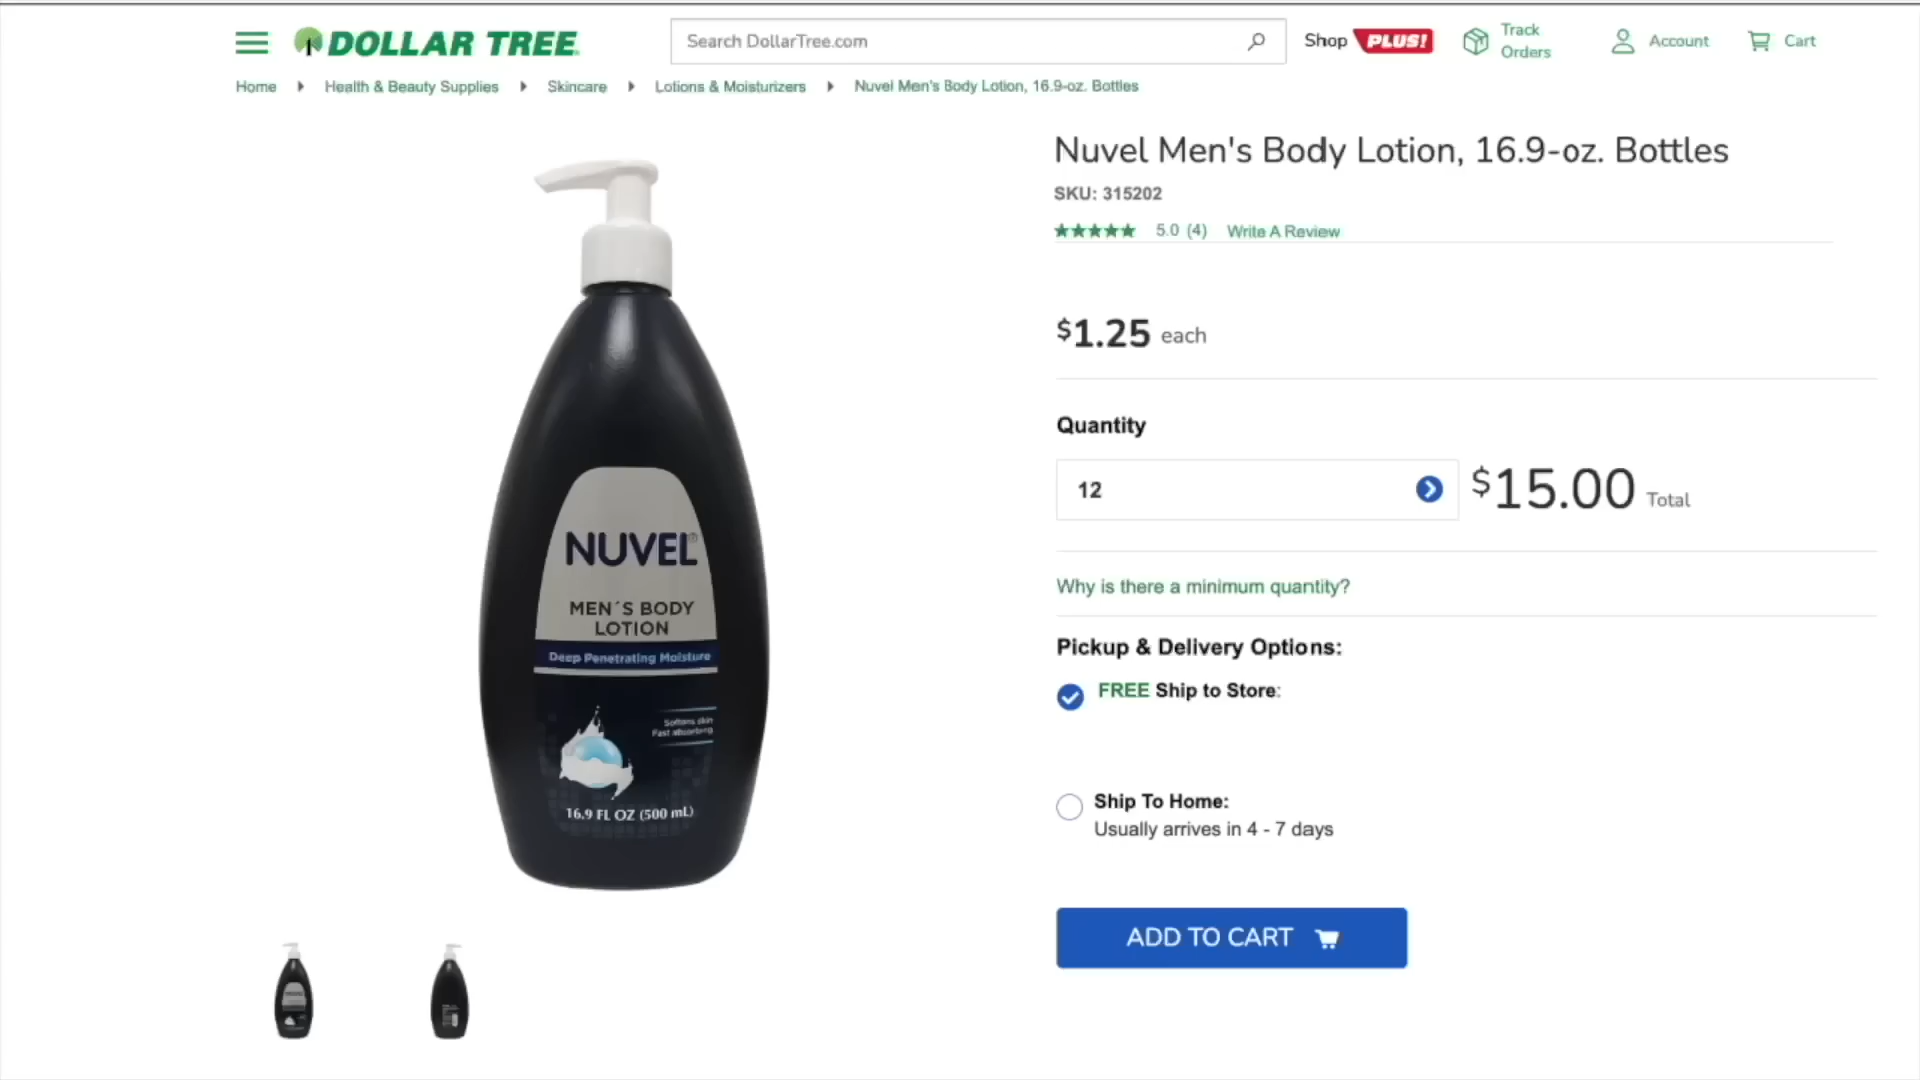 DOLLAR TREE
Search DollarTree.com
Shop PLUS!
Track
Orders
Account
Cart
Home
Health & Beauty Supplies
Skincare
Lotions & Moisturizers
Nuvel Men's Body Lotion, 16.9-oz. Bottles
Nuvel Men's Body Lotion, 16.9-oz. Bottles
SKU: 315202
5.0 (4) Write A Review
$1.25 each
Quantity
12
$15.00 Total
Why is there a minimum quantity?
Pickup & Delivery Options:
FREE Ship to Store:
Ship To Home:
Usually arrives in 4 - 7 days
ADD TO CART
NUVEL®
MEN´S BODY
LOTION
Deep Penetrating Moisture
Softens skin
Fast absorbing
16.9 FL OZ (500 mL)